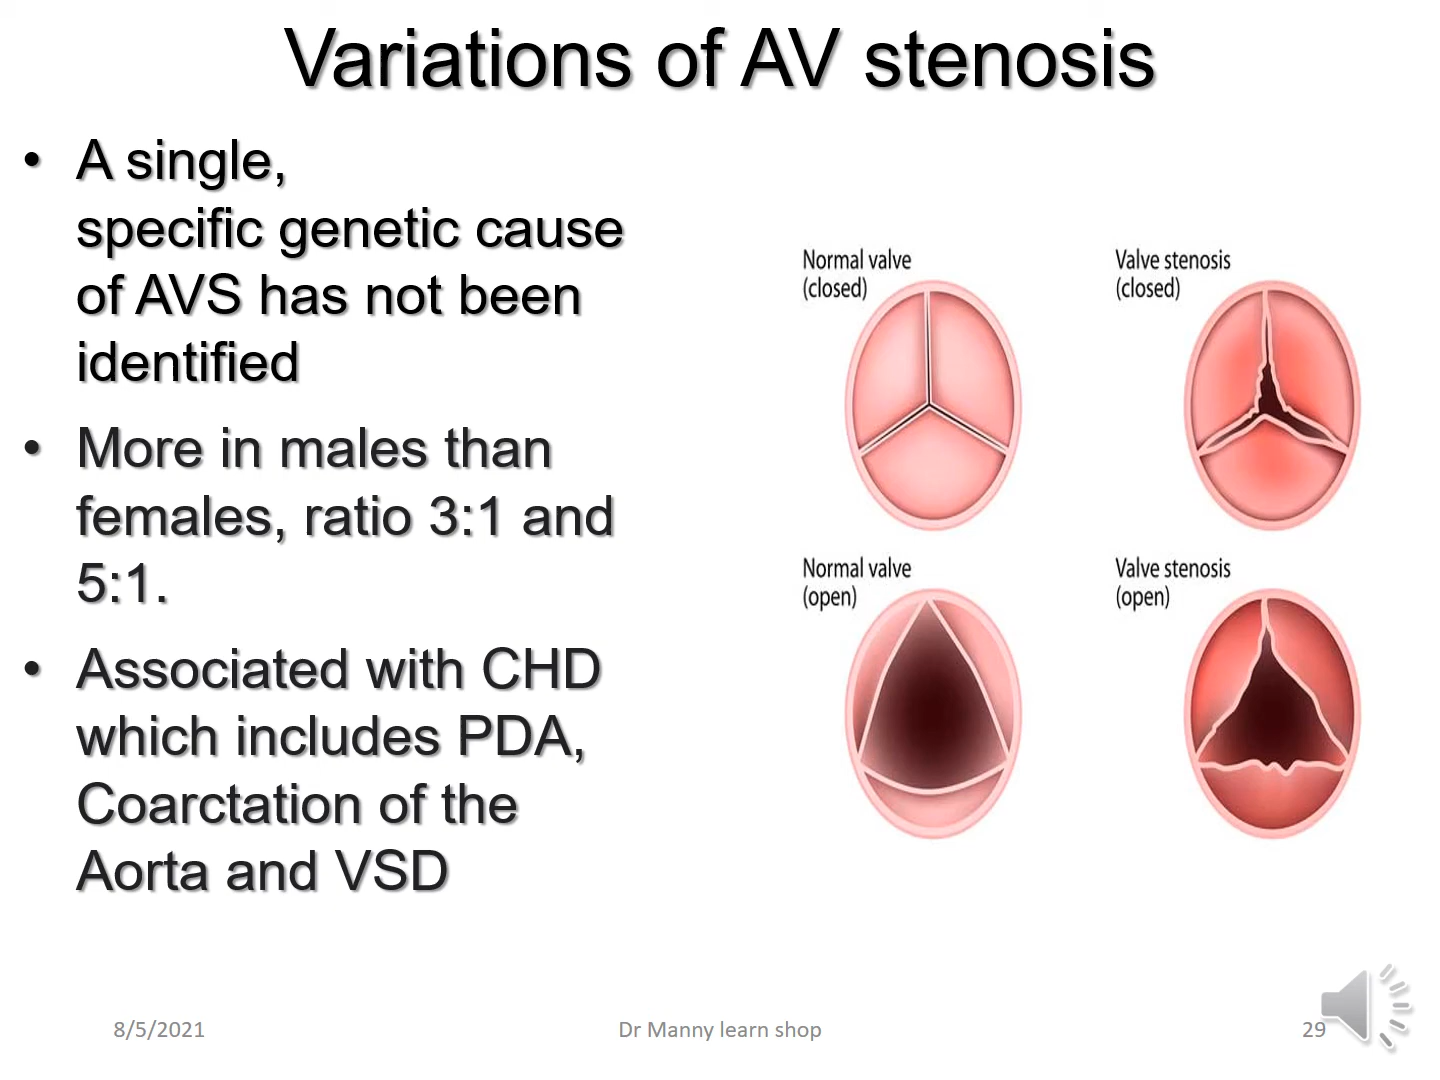 Variations of AV stenosis
• A single,
specific genetic cause
of AVS has not been
identified
• More in males than
females, ratio 3:1 and
5:1.
• Associated with CHD
which includes PDA,
Coarctation of the
Aorta and VSD
Normal valve
(closed)
Valve stenosis
(closed)
Normal valve
(open)
Valve stenosis
(open)
8/5/2021
Dr Manny learn shop
29